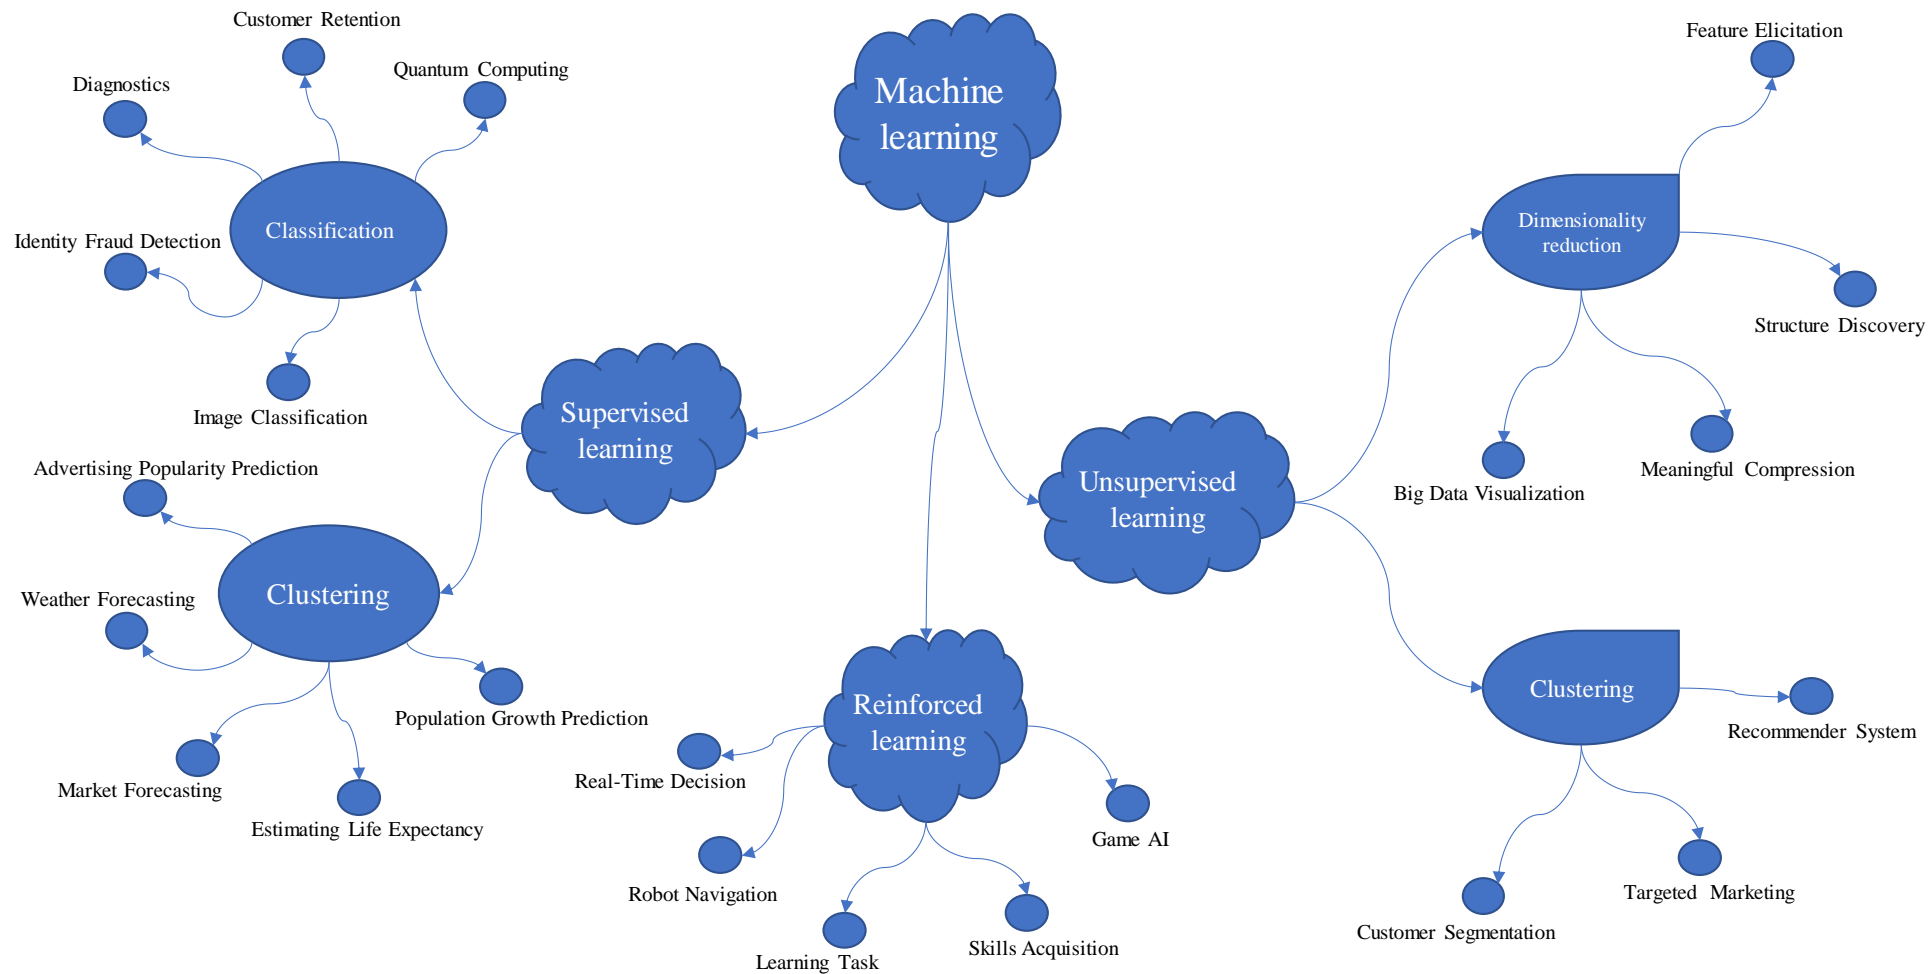 Machine
learning
Supervised
learning
Classification
Customer Retention
Quantum Computing
Diagnostics
Identity Fraud Detection
Image Classification
Clustering
Advertising Popularity Prediction
Weather Forecasting
Market Forecasting
Estimating Life Expectancy
Population Growth Prediction
Reinforced
learning
Real-Time Decision
Robot Navigation
Learning Task
Skills Acquisition
Game AI
Unsupervised
learning
Dimensionality
reduction
Feature Elicitation
Structure Discovery
Meaningful Compression
Big Data Visualization
Clustering
Recommender System
Targeted Marketing
Customer Segmentation